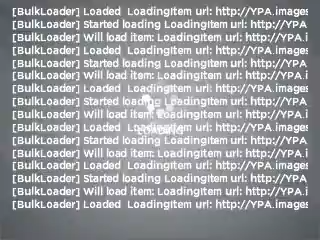 [BulkLoader] Loaded LoadingItem url: http://YPA.images
[BulkLoader] Started loading LoadingItem url: http://YPA
[BulkLoader] Will load item: LoadingItem url: http://YPA.i
[BulkLoader] Loaded LoadingItem url: http://YPA.images
[BulkLoader] Started loading LoadingItem url: http://YPA
[BulkLoader] Will load item: LoadingItem url: http://YPA.i
[BulkLoader] Loaded LoadingItem url: http://YPA.images
[BulkLoader] Started loading LoadingItem url: http://YPA
[BulkLoader] Will load item: LoadingItem url: http://YPA.i
[BulkLoader] Loaded LoadingItem url: http://YPA.images
LOADING
[BulkLoader] Started loading LoadingItem url: http://YPA
[BulkLoader] Will load item: LoadingItem url: http://YPA.i
[BulkLoader] Loaded LoadingItem url: http://YPA.images
[BulkLoader] Started loading LoadingItem url: http://YPA
[BulkLoader] Will load item: LoadingItem url: http://YPA.i
[BulkLoader] Loaded LoadingItem url: http://YPA.images